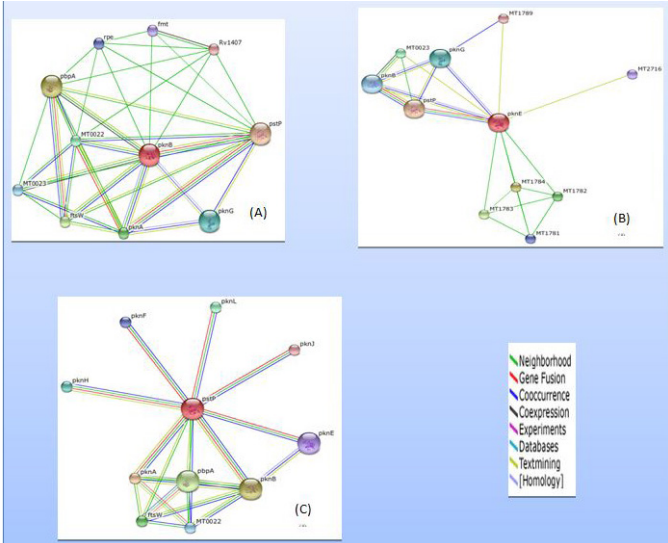 fmt
rpe
Rv1407
pbpA
pstP
MT0022
pknB
MT0023
ftsW
pknA
pknG
(A)
MT1789
MT0023
pknG
MT2716
pknB
pstP
pknE
MT1784
MT1782
MT1783
MT1781
(B)
pknL
pknF
pknJ
pknH
pstP
pknE
pknA
pbpA
pknB
ftsW
MT0022
(C)
Neighborhood
Gene Fusion
Cooccurrence
Coexpression
Experiments
Databases
Textmining
[Homology]